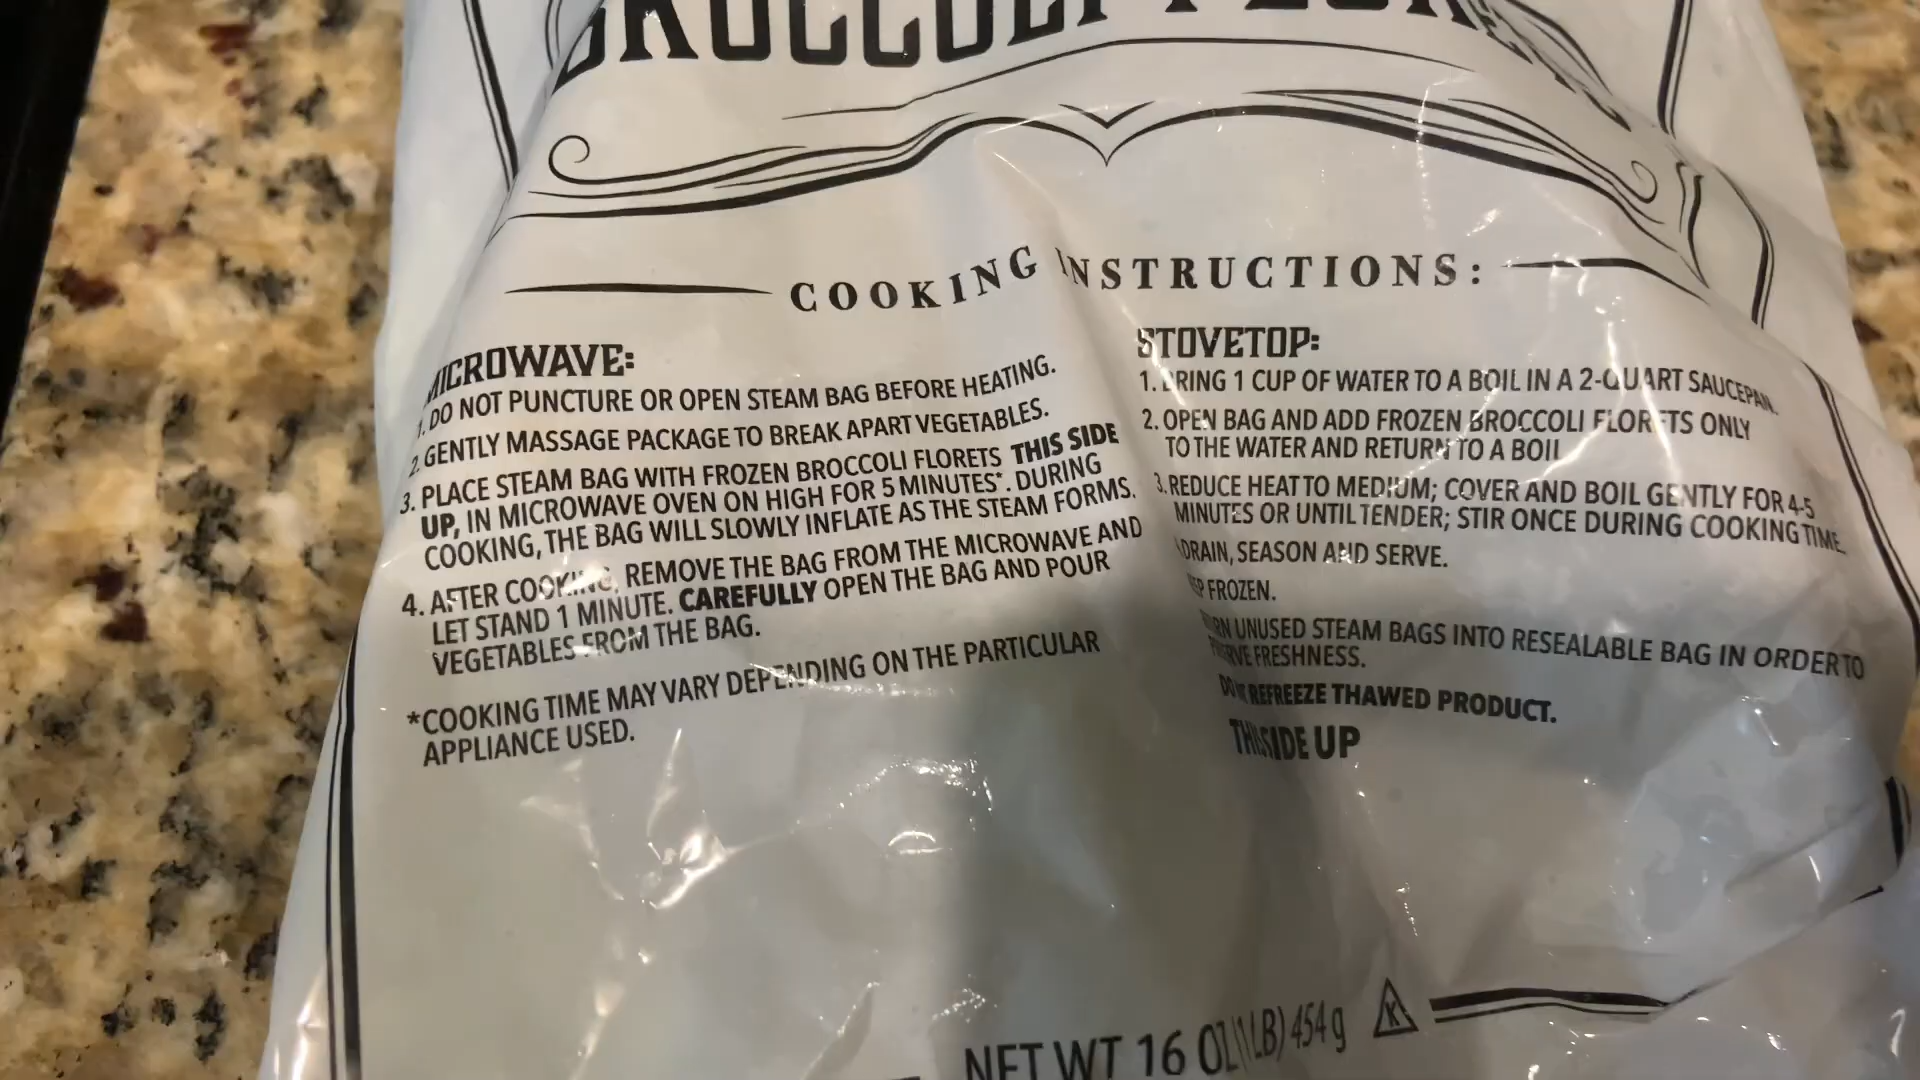 COOKING INSTRUCTIONS:
MICROWAVE:
1. DO NOT PUNCTURE OR OPEN STEAM BAG BEFORE HEATING.
2. GENTLY MASSAGE PACKAGE TO BREAK APART VEGETABLES.
3. PLACE STEAM BAG WITH FROZEN BROCCOLI FLORETS THIS SIDE
UP, IN MICROWAVE OVEN ON HIGH FOR 5 MINUTES*. DURING
COOKING, THE BAG WILL SLOWLY INFLATE AS THE STEAM FORMS.
4. AFTER COOKING, REMOVE THE BAG FROM THE MICROWAVE AND
LET STAND 1 MINUTE. CAREFULLY OPEN THE BAG AND POUR
VEGETABLES FROM THE BAG.
*COOKING TIME MAY VARY DEPENDING ON THE PARTICULAR
APPLIANCE USED.
STOVETOP:
1. BRING 1 CUP OF WATER TO A BOIL IN A 2-QUART SAUCEPAN.
2. OPEN BAG AND ADD FROZEN BROCCOLI FLORETS ONLY
TO THE WATER AND RETURN TO A BOIL
3. REDUCE HEAT TO MEDIUM; COVER AND BOIL GENTLY FOR 4-5
MINUTES OR UNTIL TENDER; STIR ONCE DURING COOKING TIME.
DRAIN, SEASON AND SERVE.
FROZEN.
UNUSED STEAM BAGS INTO RESEALABLE BAG IN ORDER TO
FRESHNESS.
DO REFREEZE THAWED PRODUCT.
THIS SIDE UP
NET WT 16 OZ (1 LB) 454 g
K